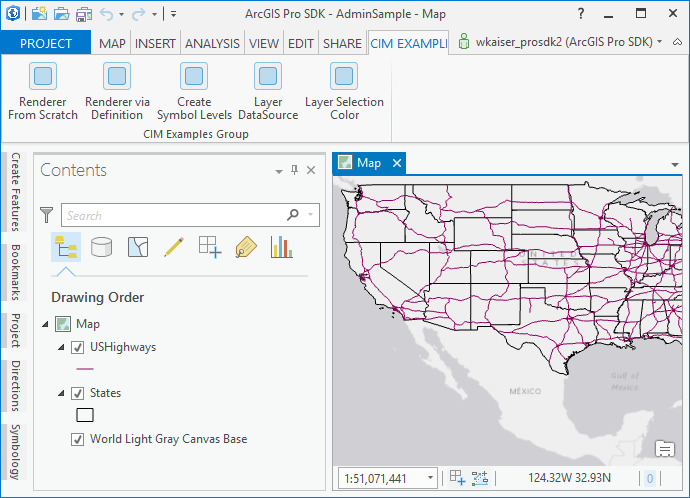 ArcGIS Pro SDK - AdminSample - Map
PROJECT MAP INSERT ANALYSIS VIEW EDIT SHARE CIM EXAMPLI wkaiser_prosdk2 (ArcGIS Pro SDK)
Renderer From Scratch
Renderer via Definition
Create Symbol Levels
Layer DataSource
Layer Selection Color
CIM Examples Group
Create Features
Bookmarks
Project
Directions
Symbology
Contents
Search
Drawing Order
Map
USHighways
States
World Light Gray Canvas Base
Map
UNITED
STATES
MÉXICO
Gulf of
Mexico
1:51,071,441
124.32W 32.93N
0